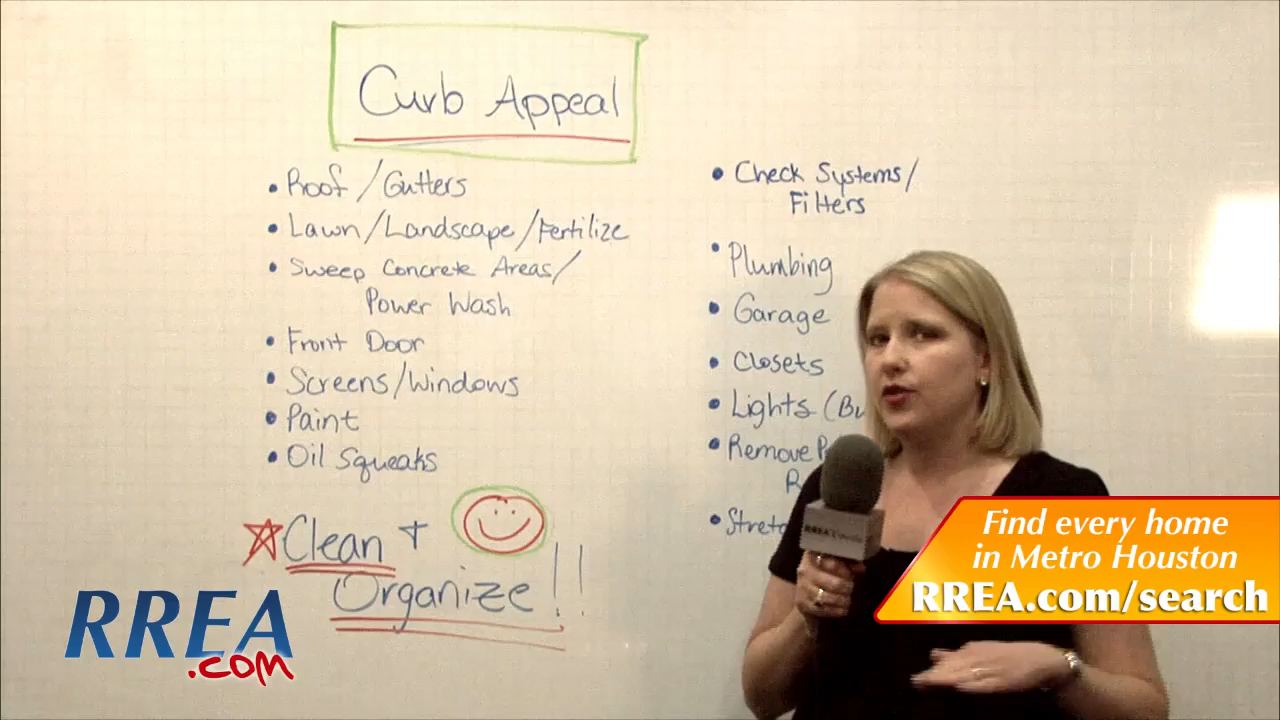 Curb Appeal
• Roof/Gutters
• Lawn/Landscape/Fertilize
• Sweep Concrete Areas/
Power Wash
• Front Door
• Screens/Windows
• Paint
• Oil Squeaks
Clean +
Organize!!
• Check Systems/
Filters
• Plumbing
• Garage
• Closets
• Lights
• Remove
RREA
Find every home
in Metro Houston
RREA.com/search
RREA
.com